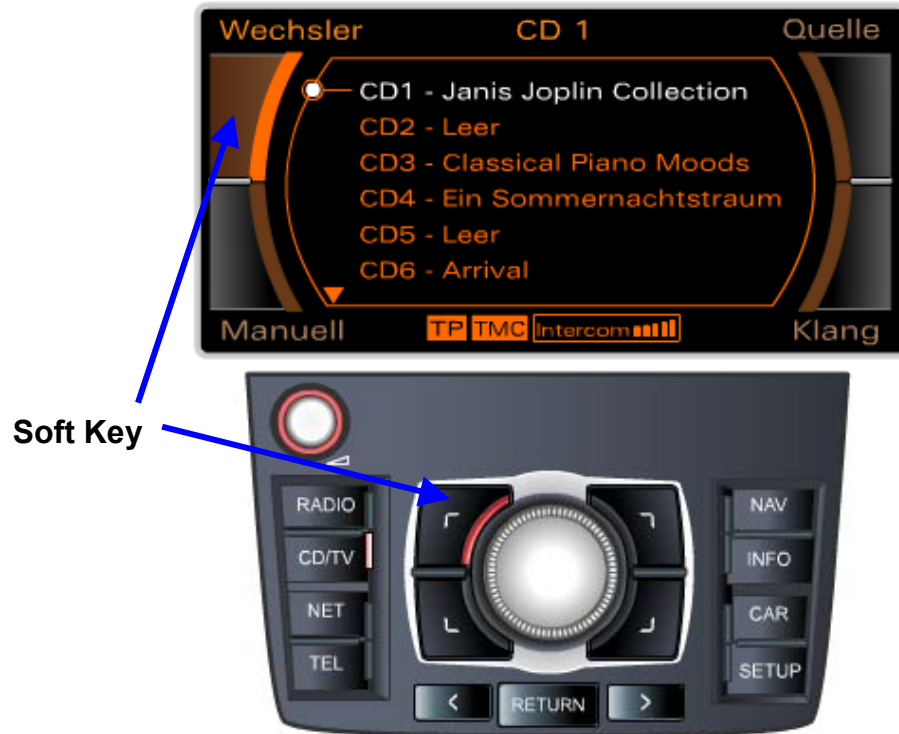 Wechsler CD 1 Quelle
CD1 - Janis Joplin Collection
CD2 - Leer
CD3 - Classical Piano Moods
CD4 - Ein Sommernachtstraum
CD5 - Leer
CD6 - Arrival
Manuell TP TMC Intercom Klang
Soft Key
RADIO
CD/TV
NET
TEL
NAV
INFO
CAR
SETUP
< RETURN >